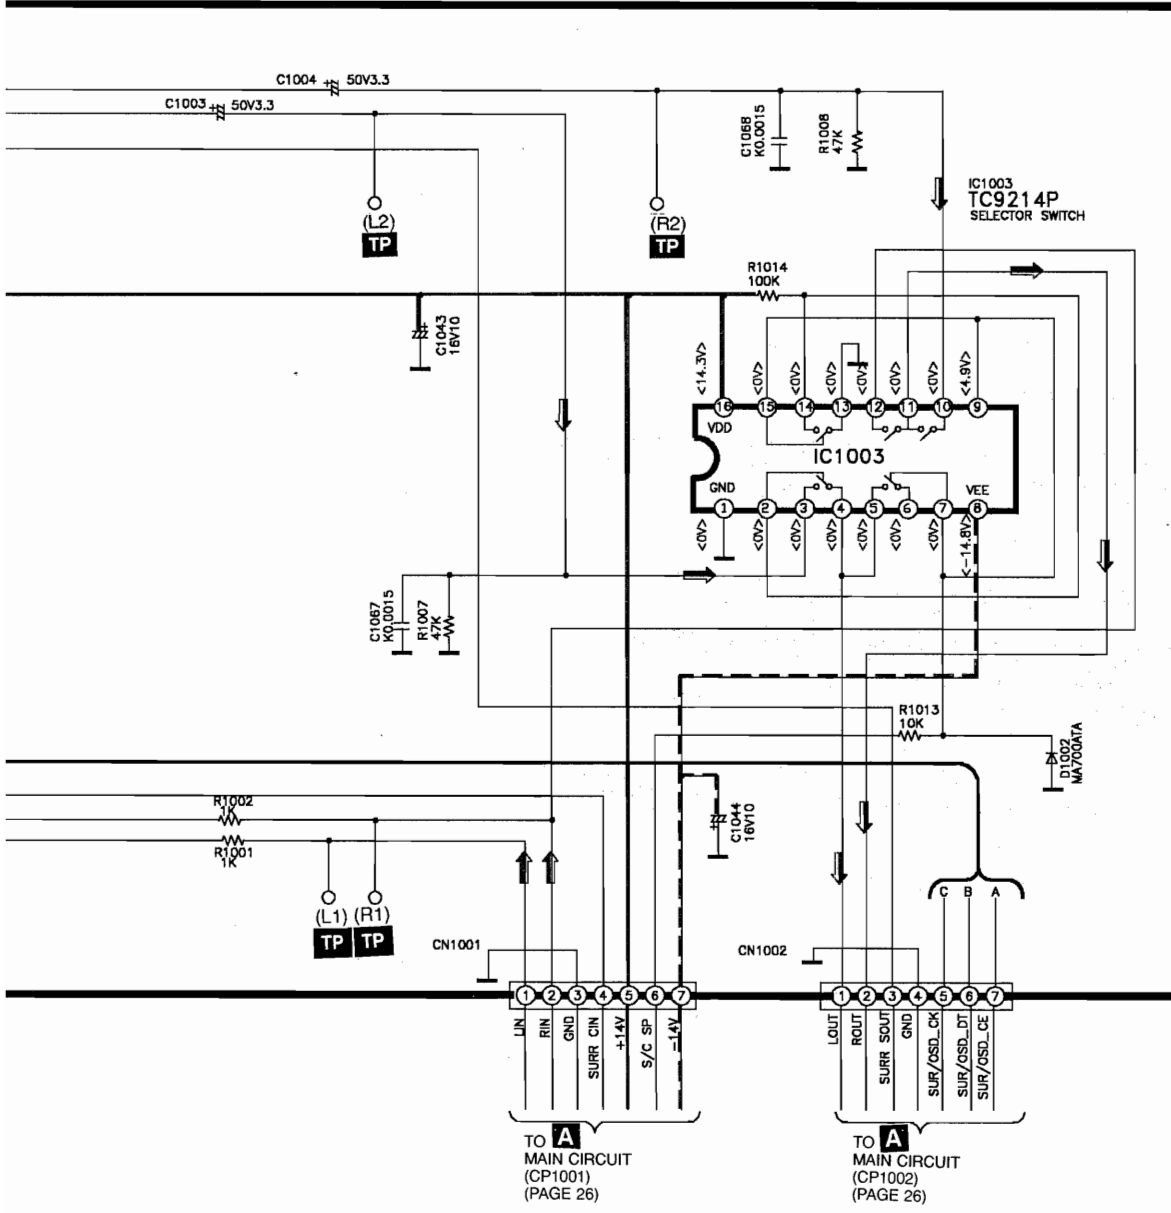 C1004 + 50V3.3
C1003 + 50V3.3
C1068
K0.0015
R1008
47K
IC1003
TC9214P
SELECTOR SWITCH
(L2)
TP
(R2)
TP
R1014
100K
+
C1043
16V10
<14.3V>
<0V>
<0V>
<0V>
<0V>
<0V>
<0V>
<4.9V>
16 15 14 13 12 11 10 9
VDD
IC1003
GND
VEE
1 2 3 4 5 6 7 8
<0V>
<0V>
<0V>
<0V>
<0V>
<0V>
<0V>
<-14.8V>
C1067
K0.0015
R1007
47K
R1013
10K
D1002
MA700ATA
R1002
1K
R1001
1K
+
C1044
16V10
(L1) (R1)
TP TP
C B A
CN1001
CN1002
1 2 3 4 5 6 7
1 2 3 4 5 6 7
LIN
RIN
GND
SURR CIN
+14V
S/C SP
-14V
LOUT
ROUT
SURR SOUT
GND
SUR/OSD_CK
SUR/OSD_DT
SUR/OSD_CE
TO A
MAIN CIRCUIT
(CP1001)
(PAGE 26)
TO A
MAIN CIRCUIT
(CP1002)
(PAGE 26)